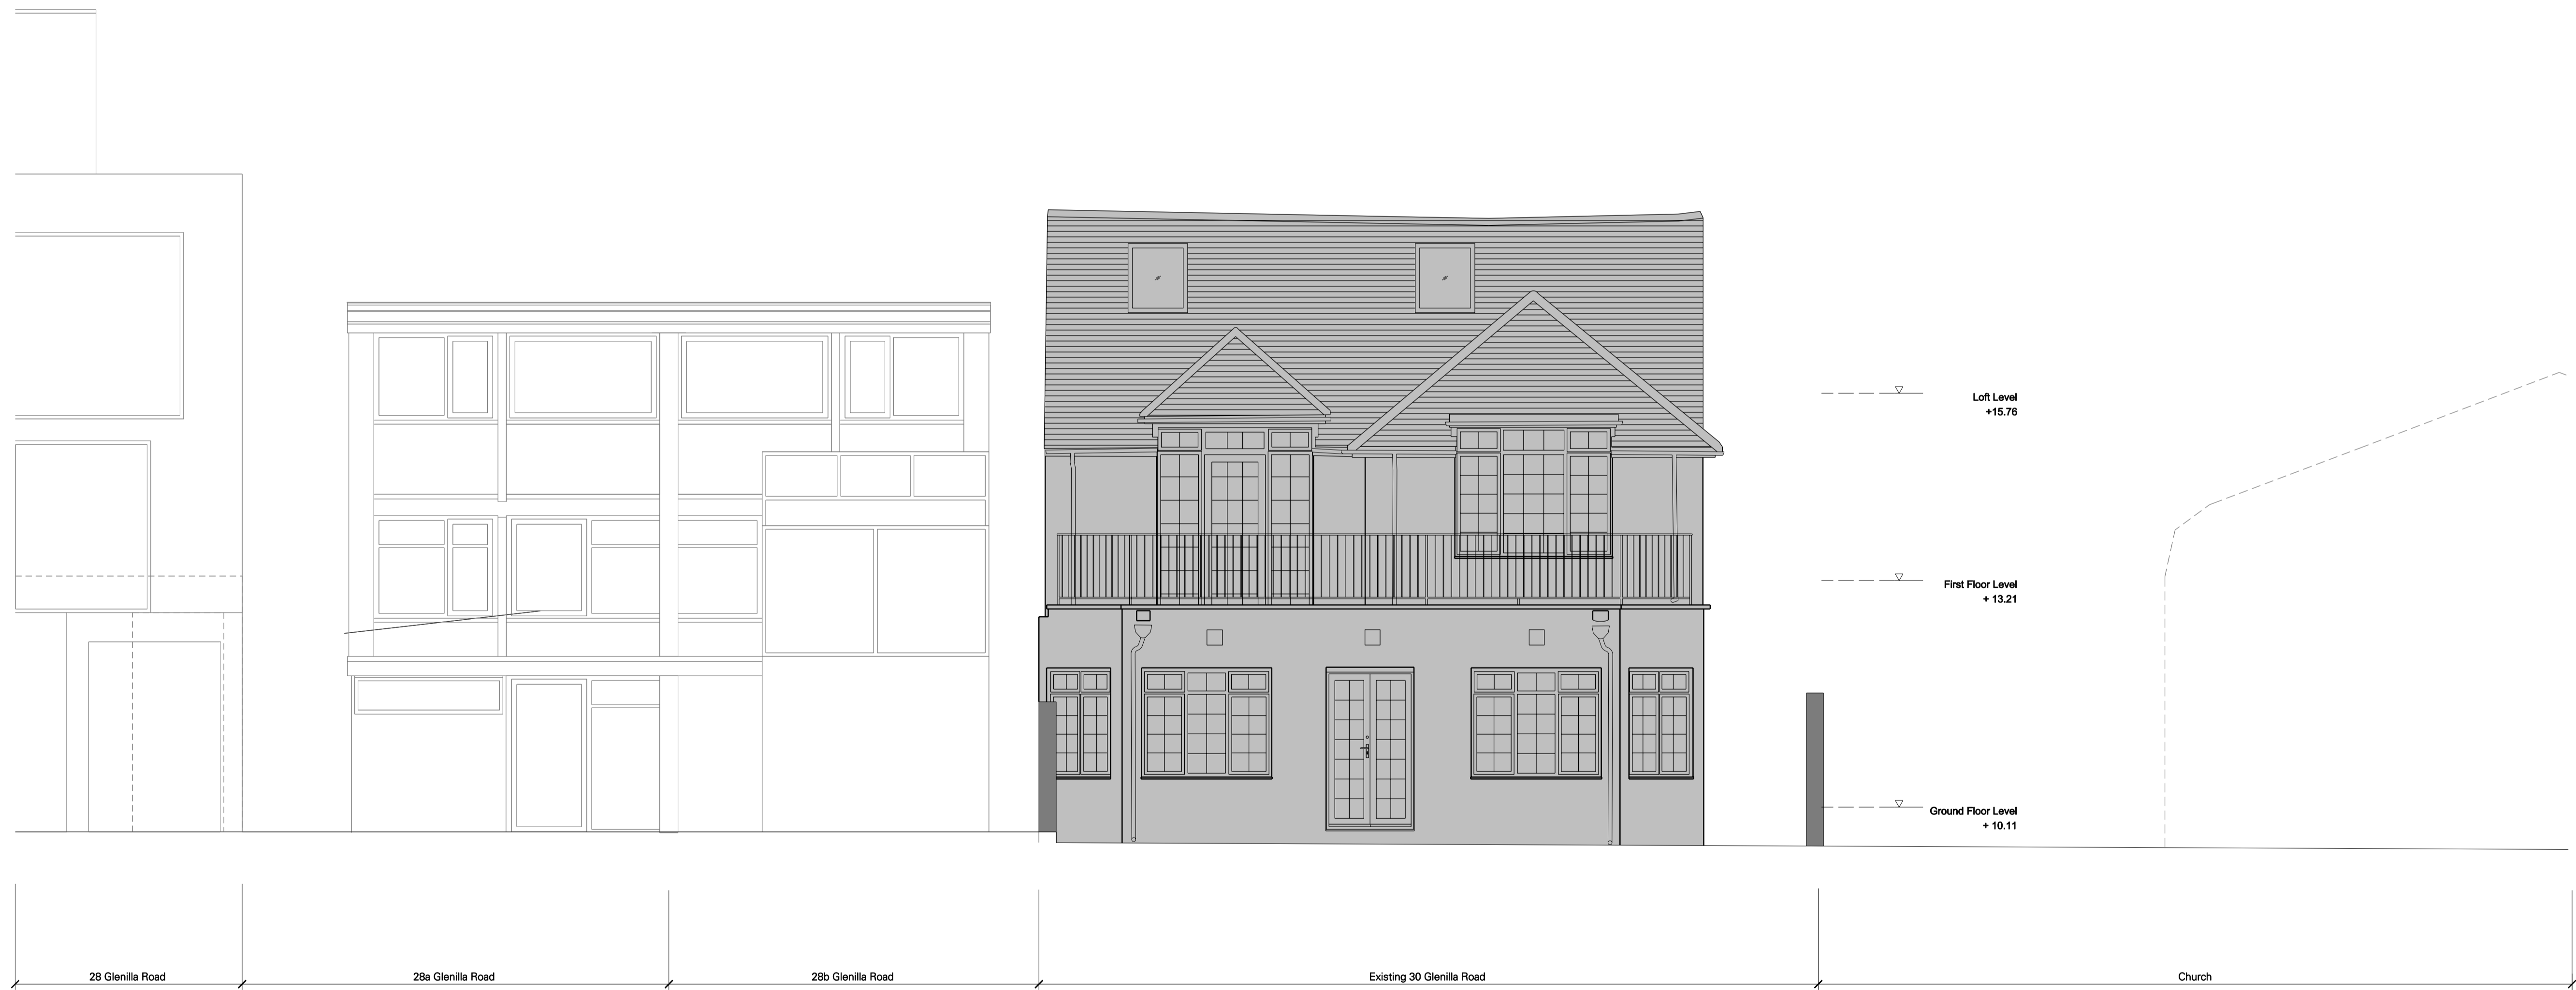 Loft Level
+15.76
First Floor Level
+ 13.21
Ground Floor Level
+ 10.11
28 Glenilla Road
28a Glenilla Road
28b Glenilla Road
Existing 30 Glenilla Road
Church